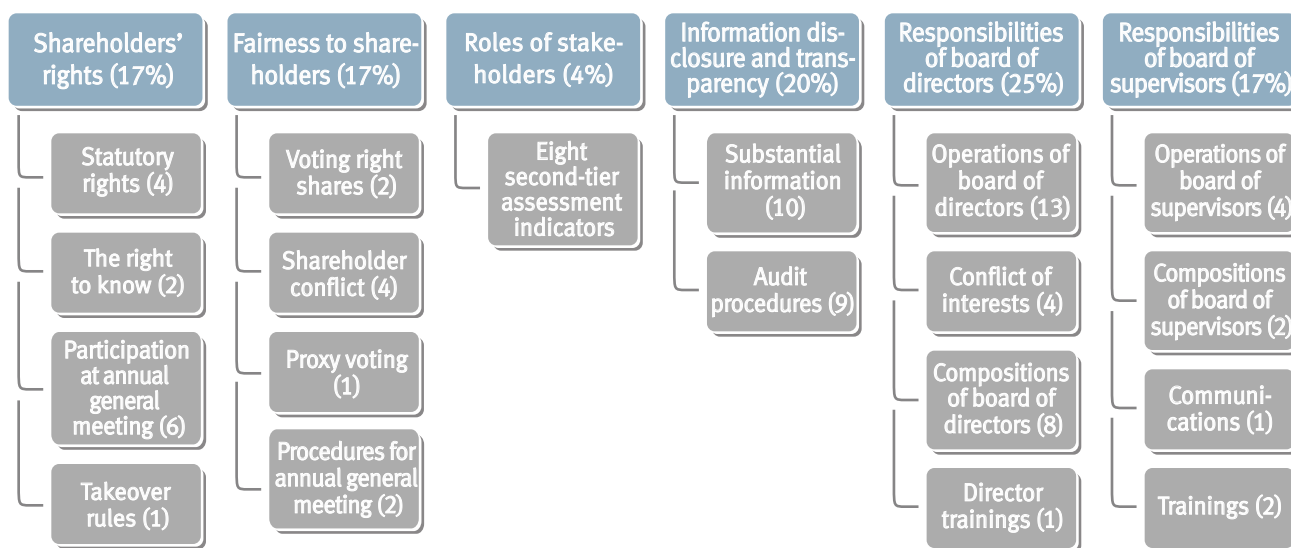 Shareholders’
rights (17%)
Statutory
rights (4)
The right
to know (2)
Participation
at annual
general
meeting (6)
Takeover
rules (1)
Fairness to share-
holders (17%)
Voting right
shares (2)
Shareholder
conflict (4)
Proxy voting
(1)
Procedures for
annual general
meeting (2)
Roles of stake-
holders (4%)
Eight
second-tier
assessment
indicators
Information dis-
closure and trans-
parency (20%)
Substantial
information
(10)
Audit
procedures (9)
Responsibilities
of board of
directors (25%)
Operations of
board of
directors (13)
Conflict of
interests (4)
Compositions
of board of
directors (8)
Director
trainings (1)
Responsibilities
of board of
supervisors (17%)
Operations of
board of
supervisors (4)
Compositions
of board of
supervisors (2)
Communi-
cations (1)
Trainings (2)